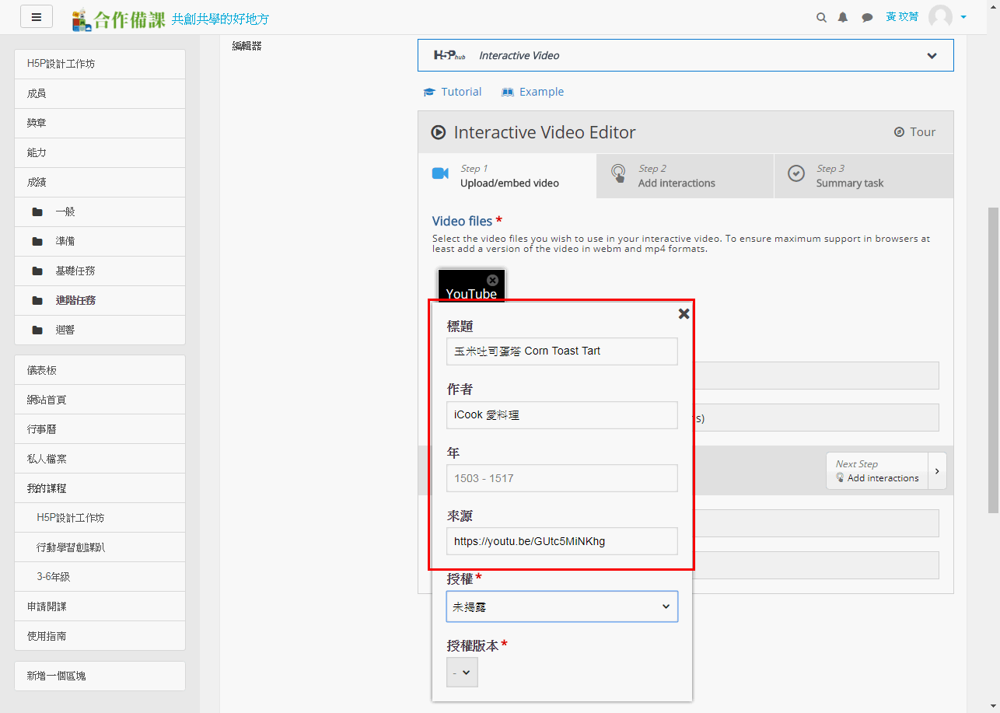 合作備課 共創共學的好地方
黃 玟菁
H5P設計工作坊
成員
獎章
能力
成績
一般
準備
基礎任務
進階任務
迴響
儀表板
網站首頁
行事曆
私人檔案
我的課程
H5P設計工作坊
行動學習創課趴
3-6年級
申請開課
使用指南
新增一個區塊
編輯器
H5P hub Interactive Video
Tutorial Example
Interactive Video Editor
Tour
Step 1
Upload/embed video
Step 2
Add interactions
Step 3
Summary task
Video files *
Select the video files you wish to use in your interactive video. To ensure maximum support in browsers at
least add a version of the video in webm and mp4 formats.
YouTube
標題
玉米吐司蛋塔 Corn Toast Tart
作者
iCook 愛料理
年
1503 - 1517
來源
https://youtu.be/GUtc5MiNKhg
授權 *
未揭露
授權版本 *
-
s)
Next Step
Add interactions